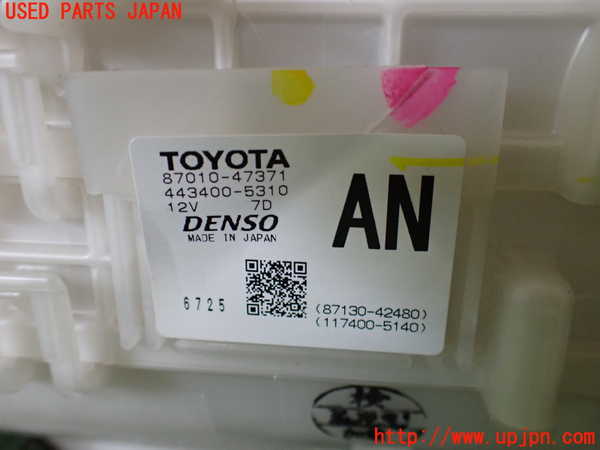 USED PARTS JAPAN
TOYOTA
87010-47371
443400-5310
12V 7D
DENSO
MADE IN JAPAN
AN
6725
(87130-42480)
(117400-5140)
http://www.upjpn.com/